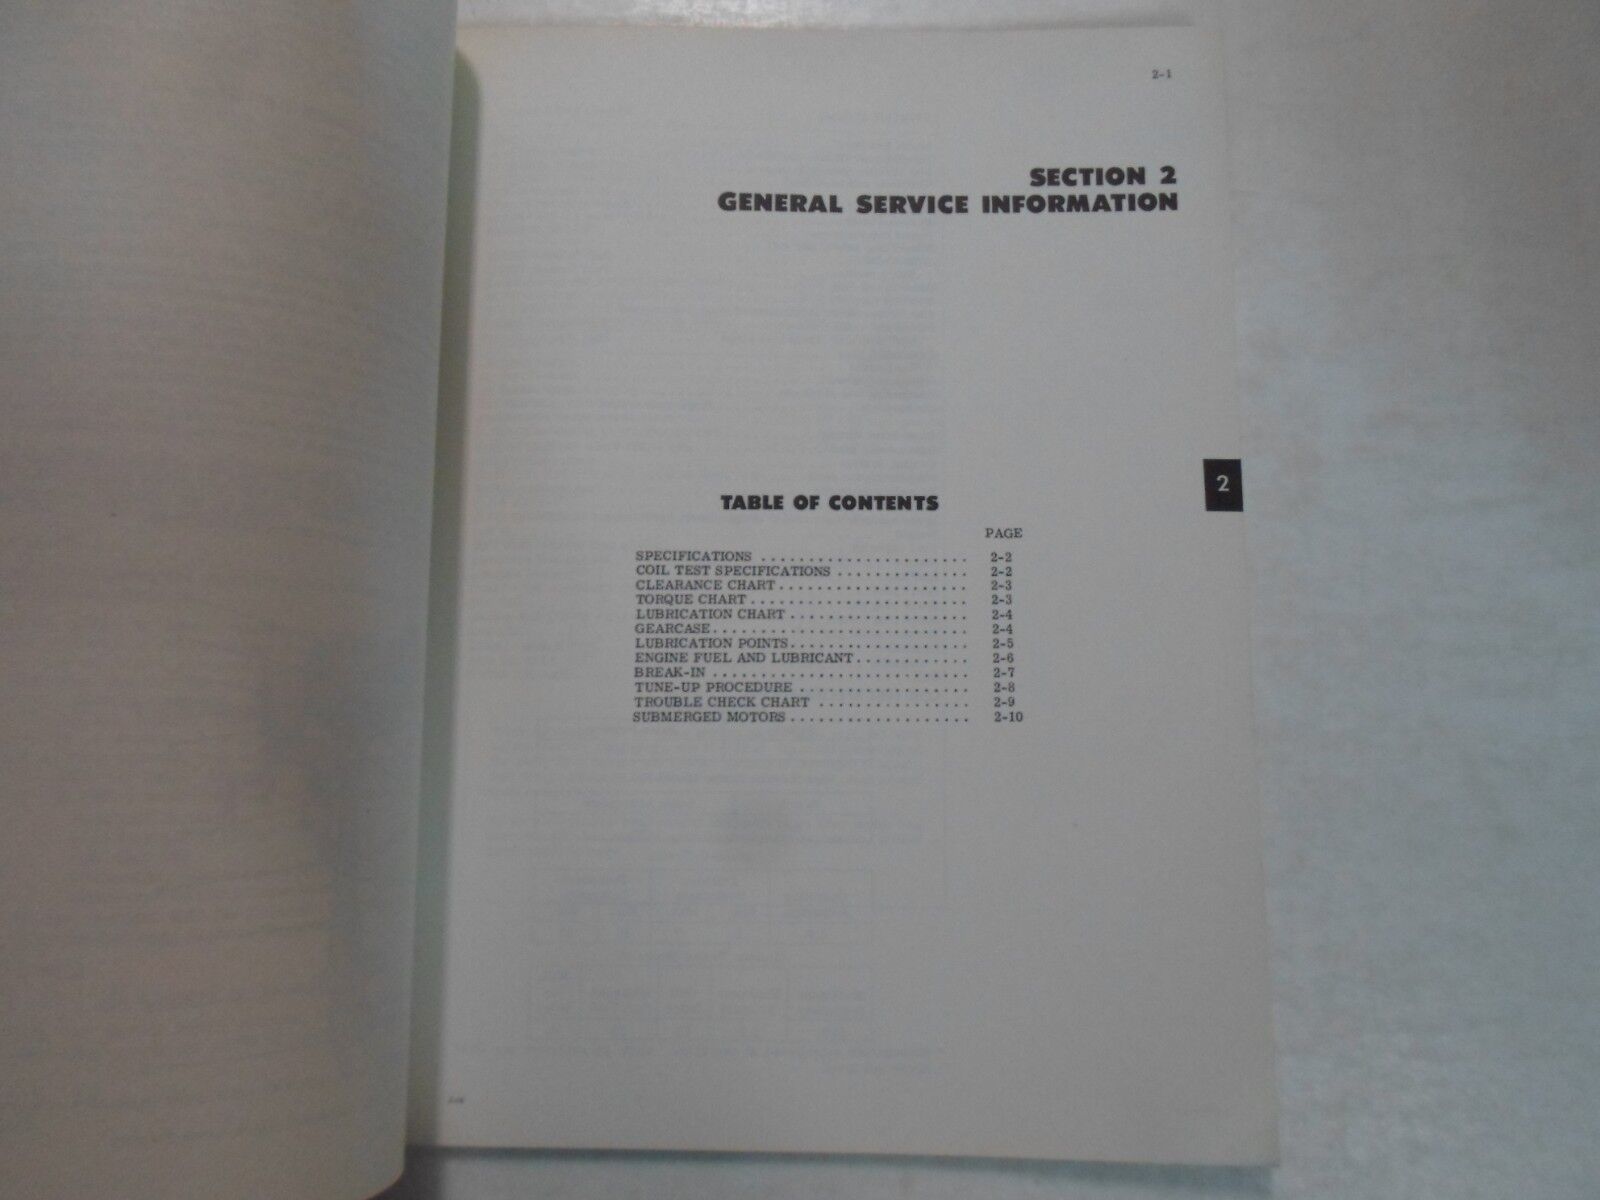 2-1
SECTION 2
GENERAL SERVICE INFORMATION
2
TABLE OF CONTENTS
PAGE
SPECIFICATIONS ...................... 2-2
COIL TEST SPECIFICATIONS .............. 2-2
CLEARANCE CHART .................... 2-3
TORQUE CHART ....................... 2-3
LUBRICATION CHART ................... 2-4
GEARCASE ........................... 2-4
LUBRICATION POINTS ................... 2-5
ENGINE FUEL AND LUBRICANT ............ 2-6
BREAK-IN ........................... 2-7
TUNE-UP PROCEDURE .................. 2-8
TROUBLE CHECK CHART ................ 2-9
SUBMERGED MOTORS ................... 2-10